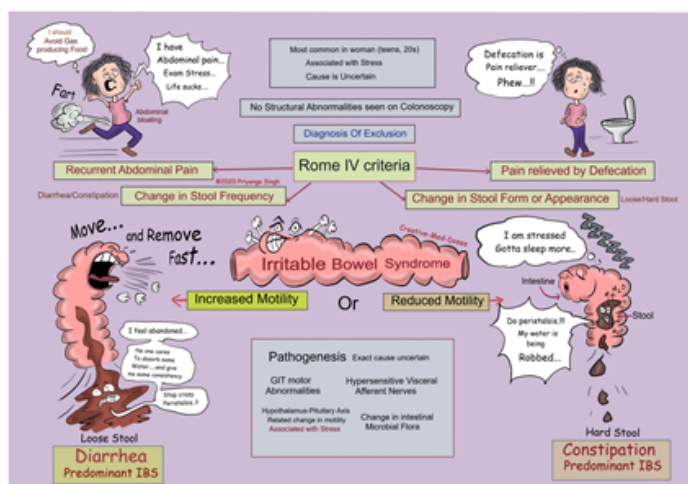 I should
Avoid Gas
producing Food
I have
Abdominal pain...
Exam Stress...
Life sucks....
Fart
Abdominal
bloating
Most common in woman (teens, 20s)
Associated with Stress
Cause is Uncertain
No Structural Abnormalities seen on Colonoscopy
Diagnosis Of Exclusion
Defecation is
Pain reliever....
Phew...!!
Rome IV criteria
Recurrent Abdominal Pain
Pain relieved by Defecation
©2020 Priyanga Singh
Diarrhea/Constipation
Change in Stool Frequency
Change in Stool Form or Appearance
Loose/Hard Stool
Move...
and Remove
Fast...
Creative-Med-Doses
Irritable Bowel Syndrome
Increased Motility
Or
Reduced Motility
I am stressed
Gotta sleep more..
Intestine
Stool
Do peristalsis.!!!
My water is
being
Robbed....
I feel abandoned...
No one cares
To absorb some
Water....and give
me some consistency
Stop crazy
Peristalsis..!!
Loose Stool
Diarrhea
Predominant IBS
Pathogenesis
Exact cause uncertain
GIT motor
Abnormalities
Hypersensitive Visceral
Afferent Nerves
Hypothalamus-Pituitary Axis
Related change in motility
Associated with Stress
Change in intestinal
Microbial Flora
Hard Stool
Constipation
Predominant IBS